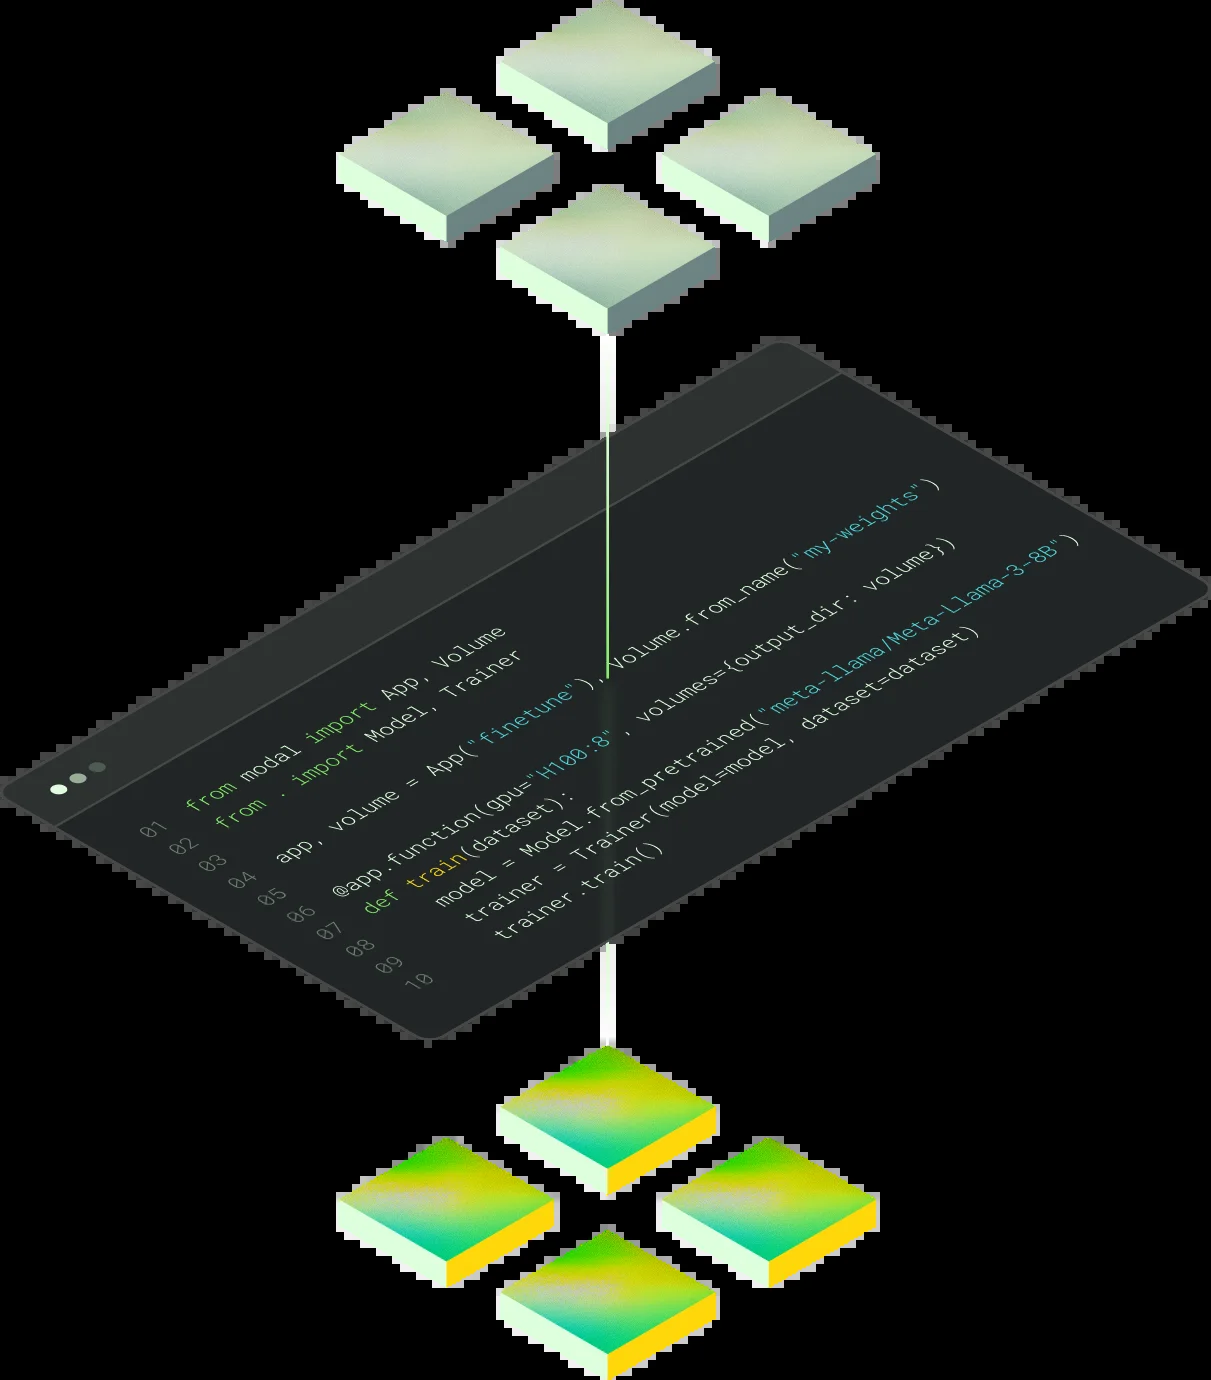 01 from modal import App, Volume
02 from . import Model, Trainer
03
04 app, volume = App("finetune"), Volume.from_name("my-weights")
05
06 @app.function(gpu="H100:8", volumes={output_dir: volume})
07 def train(dataset):
08 model = Model.from_pretrained("meta-llama/Meta-Llama-3-8B")
09 trainer = Trainer(model=model, dataset=dataset)
10 trainer.train()